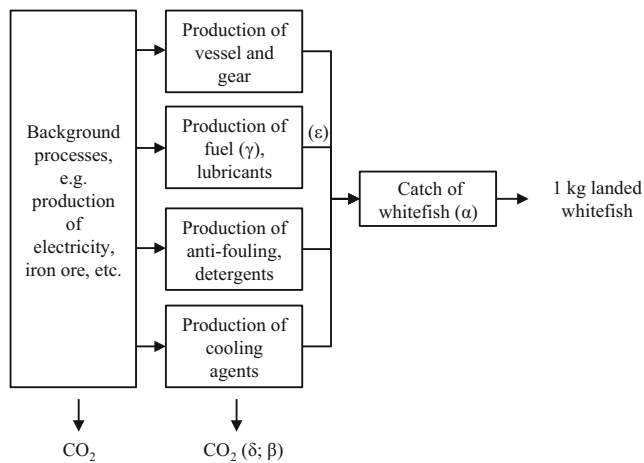 Background
processes,
e.g.
production
of
electricity,
iron ore, etc.
Production of
vessel and
gear
Production of
fuel (γ),
lubricants
(ε)
Production of
anti-fouling,
detergents
Production of
cooling
agents
Catch of
whitefish (α)
1 kg landed
whitefish
CO₂
CO₂ (δ; β)